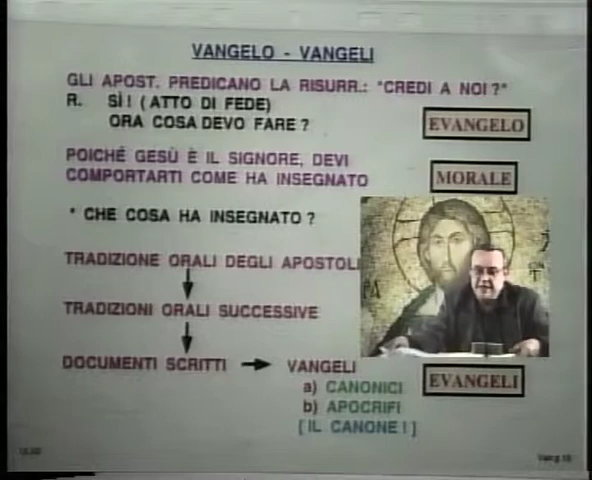 VANGELO - VANGELI
GLI APOST. PREDICANO LA RISURR.: "CREDI A NOI?"
R. SÌ! (ATTO DI FEDE)
ORA COSA DEVO FARE?
EVANGELO
POICHÉ GESÙ È IL SIGNORE, DEVI
COMPORTARTI COME HA INSEGNATO
MORALE
* CHE COSA HA INSEGNATO?
TRADIZIONE ORALI DEGLI APOSTOLI
TRADIZIONI ORALI SUCCESSIVE
DOCUMENTI SCRITTI → VANGELI
EVANGELI
a) CANONICI
b) APOCRIFI
[IL CANONE!]